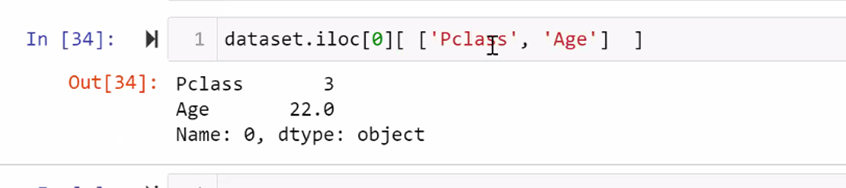 In [34]: 1 dataset.iloc[0][ ['Pclass', 'Age'] ]
Out[34]: Pclass 3
Age 22.0
Name: 0, dtype: object